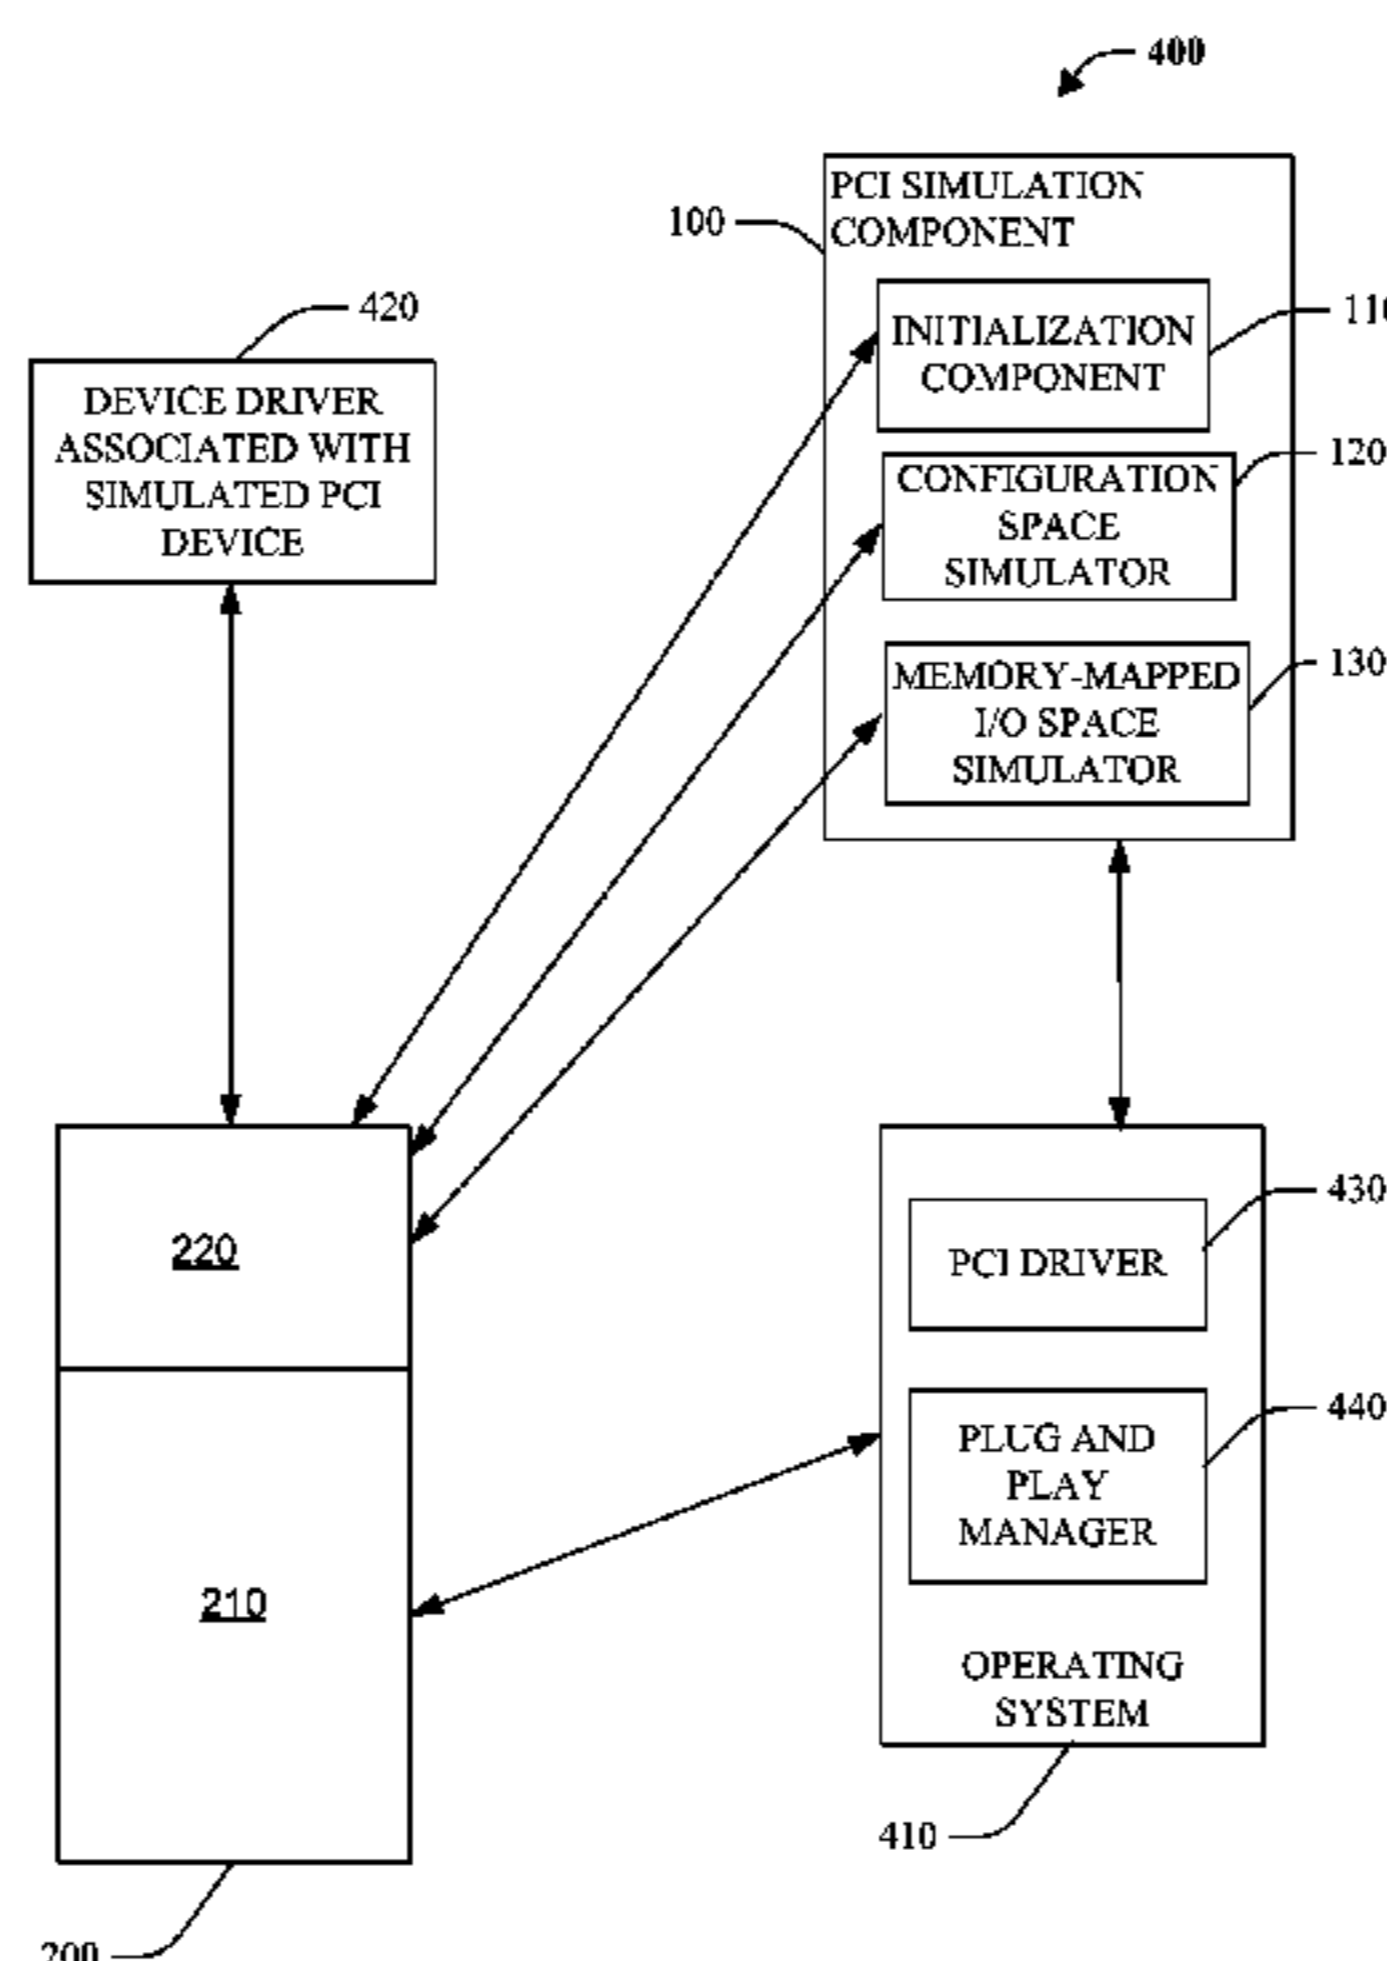 400
PCI SIMULATION
COMPONENT
100
INITIALIZATION
COMPONENT
110
420
DEVICE DRIVER
ASSOCIATED WITH
SIMULATED PCI
DEVICE
CONFIGURATION
SPACE
SIMULATOR
120
MEMORY-MAPPED
I/O SPACE
SIMULATOR
130
220
210
200
PCI DRIVER
430
PLUG AND
PLAY
MANAGER
440
OPERATING
SYSTEM
410